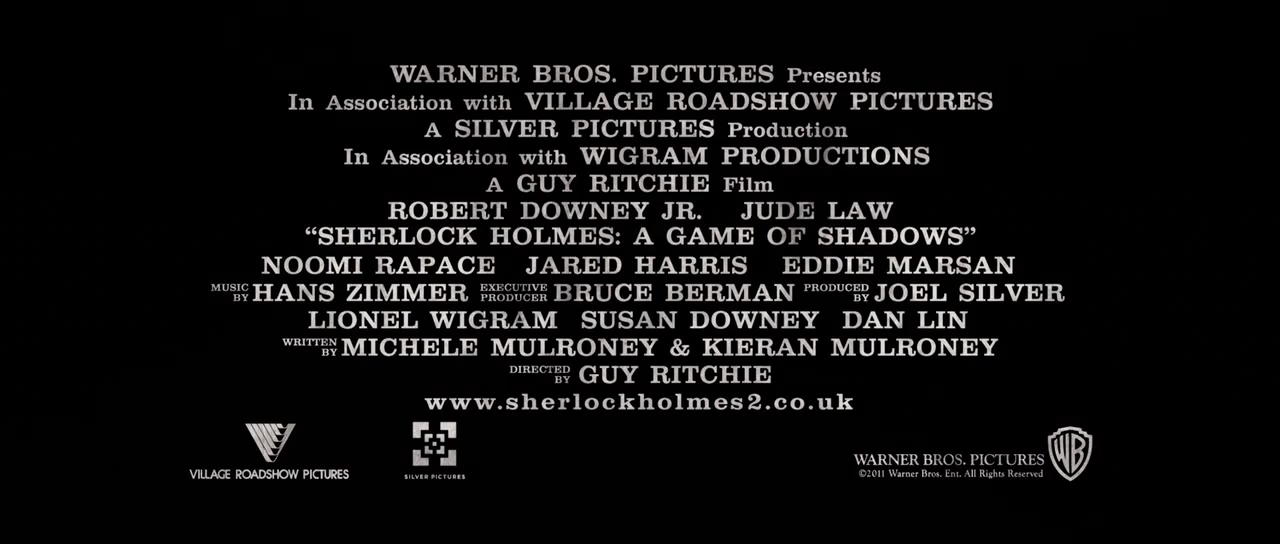 WARNER BROS. PICTURES Presents
In Association with VILLAGE ROADSHOW PICTURES
A SILVER PICTURES Production
In Association with WIGRAM PRODUCTIONS
A GUY RITCHIE Film
ROBERT DOWNEY JR. JUDE LAW
“SHERLOCK HOLMES: A GAME OF SHADOWS”
NOOMI RAPACE JARED HARRIS EDDIE MARSAN
MUSIC BY HANS ZIMMER EXECUTIVE PRODUCER BRUCE BERMAN PRODUCED BY JOEL SILVER
LIONEL WIGRAM SUSAN DOWNEY DAN LIN
WRITTEN BY MICHELE MULRONEY & KIERAN MULRONEY
DIRECTED BY GUY RITCHIE
www.sherlockholmes2.co.uk
VILLAGE ROADSHOW PICTURES
SILVER PICTURES
WARNER BROS. PICTURES
©2011 Warner Bros. Ent. All Rights Reserved
WB